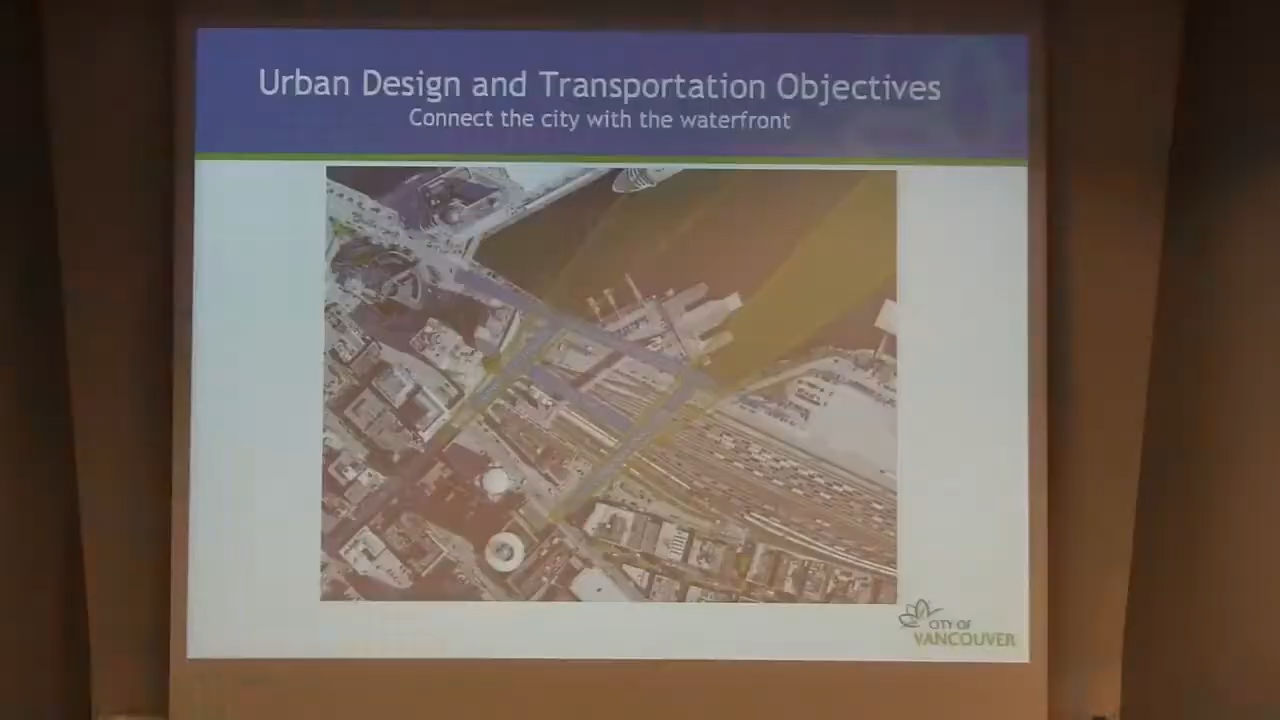 Urban Design and Transportation Objectives
Connect the city with the waterfront
CITY OF
VANCOUVER